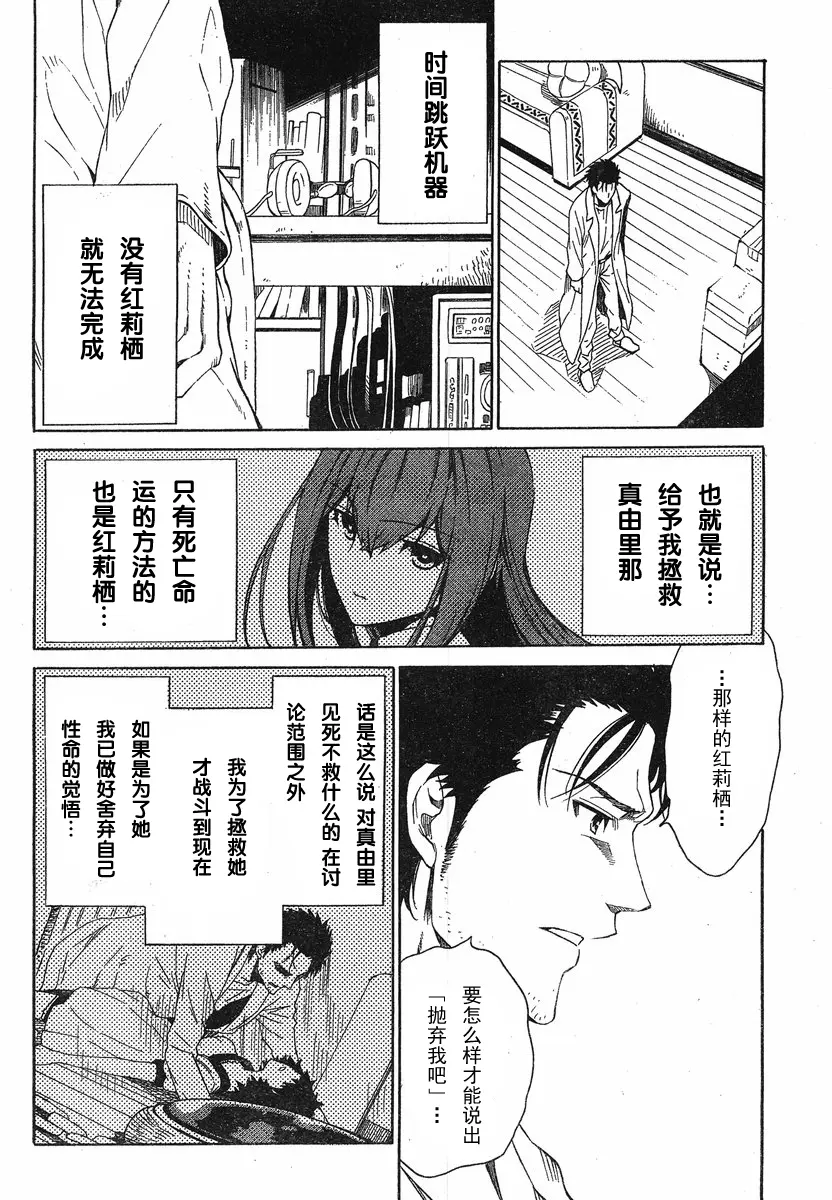 时间跳跃机器
没有红莉栖
就无法完成
也就是说…
给予我拯救
真由里那
只有死亡命
运的方法的
也是红莉栖…
…那样的红莉栖…
要怎么样才能说出
「抛弃我吧」…
话是这么说 对真由里
见死不救什么的 在讨
论范围之外
我为了拯救她
才战斗到现在
如果是为了她
我已做好舍弃自己
性命的觉悟…